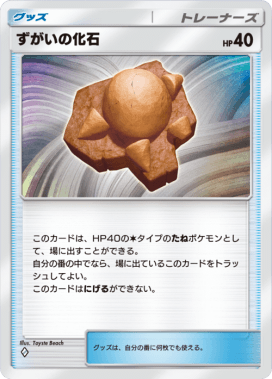 グッズ
トレーナーズ
ずがいの化石
HP40
このカードは、HP40の✶タイプのたねポケモンとし
て、場に出すことができる。
自分の番の中でなら、場に出ているこのカードをトラッ
シュしてよい。
このカードはにげるができない。
Illus. Toyste Beach
グッズは、自分の番に何枚でも使える。